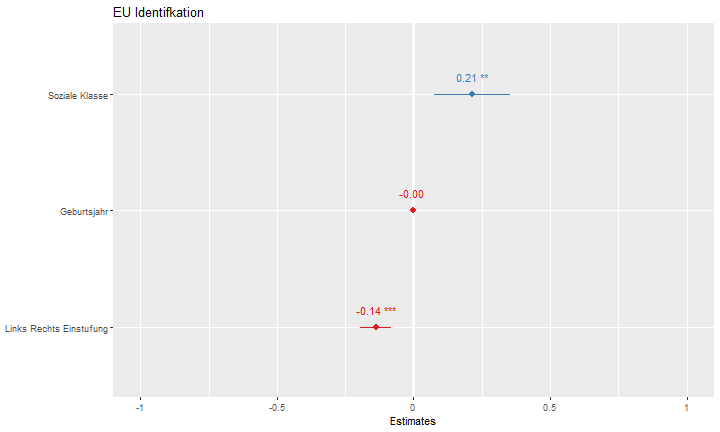 EU Identifkation
0.21 **
Soziale Klasse
-0.00
Geburtsjahr
-0.14 ***
Links Rechts Einstufung
-1 -0.5 0 0.5 1
Estimates